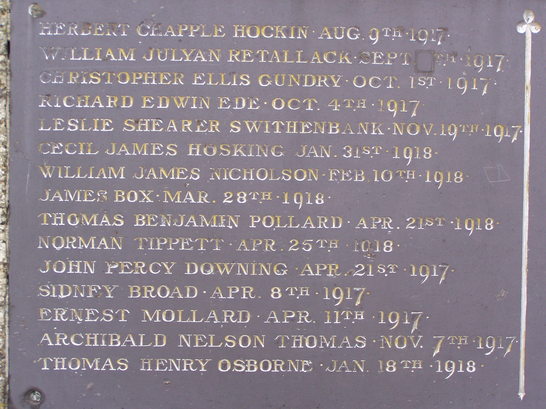 HERBERT CHAPPLE HOCKIN · AUG. 9TH · 1917 ·
WILLIAM JULYAN RETALLACK · SEPT TH · 1917 ·
CHRISTOPHER ELLIS GUNDRY · OCT. 1ST · 1917 ·
RICHARD EDWIN EDE · OCT. 4TH · 1917 ·
LESLIE SHEARER SWITHENBANK · NOV. 19TH · 1917 ·
CECIL JAMES HOSKING · JAN. 31ST · 1918 ·
WILLIAM JAMES NICHOLSON · FEB. 10TH · 1918 ·
JAMES BOX · MAR. 28TH · 1918 ·
THOMAS BENJAMIN POLLARD · APR. 21ST · 1918 ·
NORMAN TIPPETT · APR. 25TH · 1918 ·
JOHN PERCY DOWNING · APR. 21ST · 1917 ·
SIDNEY BROAD · APR. 8TH · 1917 ·
ERNEST MOLLARD · APR. 11TH · 1917 ·
ARCHIBALD NELSON THOMAS · NOV. 7TH · 1917 ·
THOMAS HENRY OSBORNE · JAN. 18TH · 1918 ·